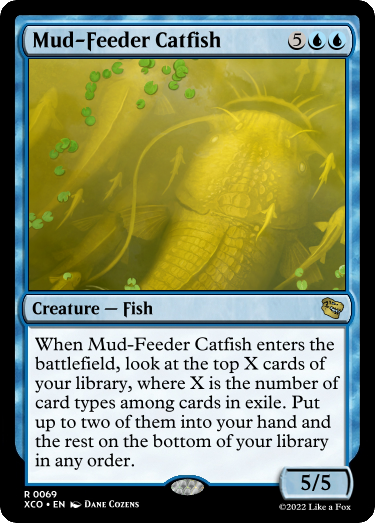 Mud-Feeder Catfish 5
Creature — Fish
When Mud-Feeder Catfish enters the
battlefield, look at the top X cards of
your library, where X is the number of
card types among cards in exile. Put
up to two of them into your hand and
the rest on the bottom of your library
in any order.
5/5
R 0069
XCO • EN Dane Cozens
©2022 Like a Fox